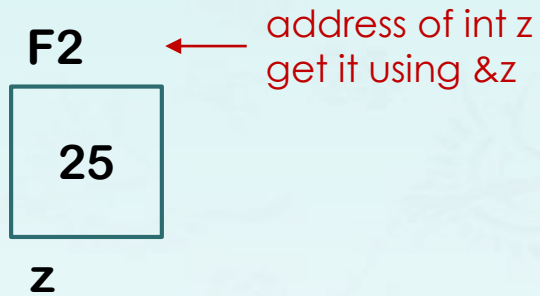 F2
address of int z
get it using &z
25
z